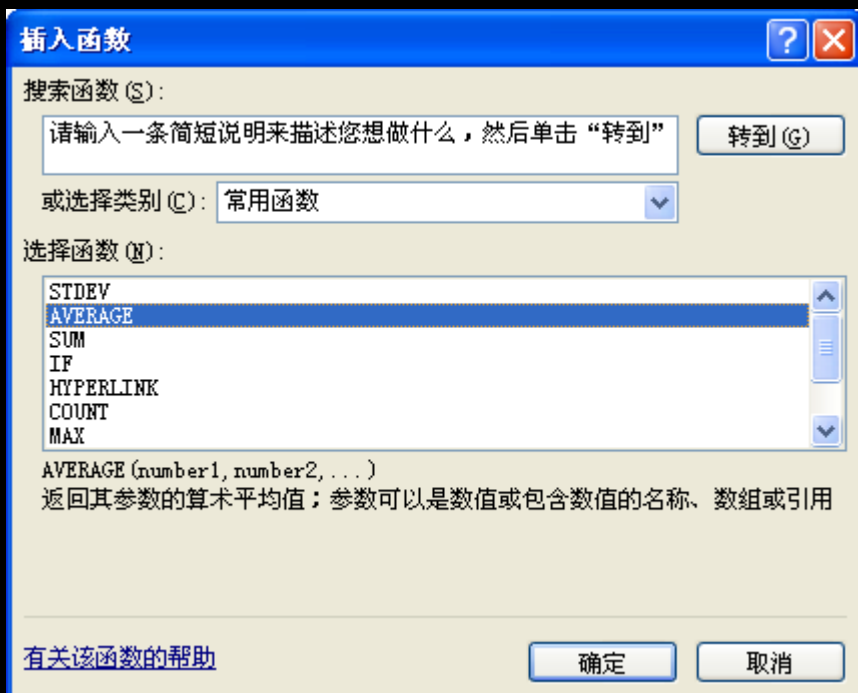 插入函数
搜索函数(S):
请输入一条简短说明来描述您想做什么，然后单击“转到”
转到(G)
或选择类别(C): 常用函数
选择函数(N):
STDEV
AVERAGE
SUM
IF
HYPERLINK
COUNT
MAX
AVERAGE(number1,number2,...)
返回其参数的算术平均值；参数可以是数值或包含数值的名称、数组或引用
有关该函数的帮助
确定
取消